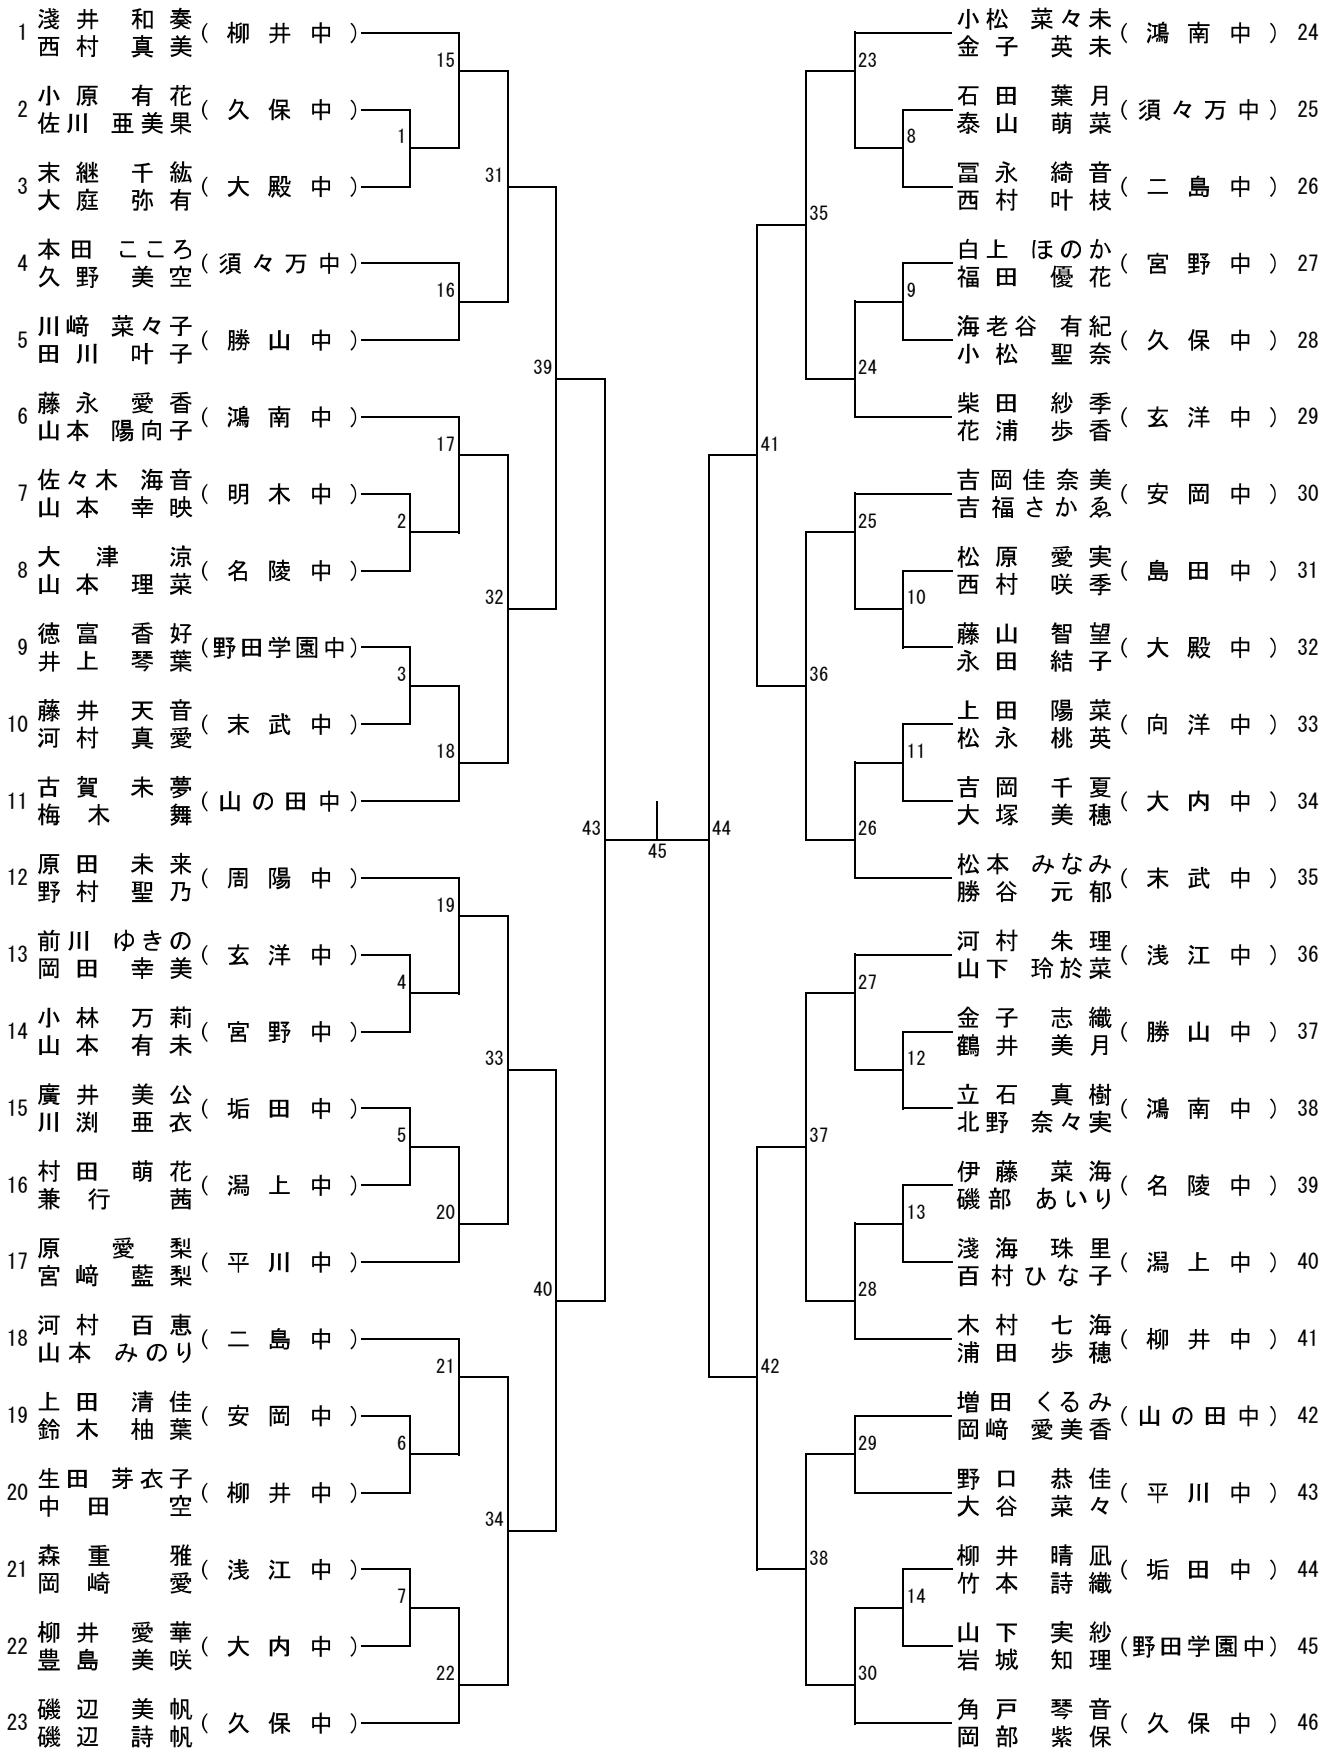 1 淺井 和奏 (柳井中)
西村 真美
2 小原 有花 (久保中)
佐川 亜美果
3 末継 千紘 (大殿中)
大庭 弥有
4 本田 こころ (須々万中)
久野 美空
5 川﨑 菜々子 (勝山中)
田川 叶子
6 藤永 愛香 (鴻南中)
山本 陽向子
7 佐々木 海音 (明木中)
山本 幸映
8 大津 涼 (名陵中)
山本 理菜
9 徳富 香好 (野田学園中)
井上 琴葉
10 藤井 天音 (末武中)
河村 真愛
11 古賀 未夢 (山の田中)
梅木 舞
12 原田 未来 (周陽中)
野村 聖乃
13 前川 ゆきの (玄洋中)
岡田 幸美
14 小林 万莉 (宮野中)
山本 有未
15 廣井 美公 (垢田中)
川渕 亜衣
16 村田 萌花 (潟上中)
兼行 茜
17 原 愛梨 (平川中)
宮﨑 藍梨
18 河村 百恵 (二島中)
山本 みのり
19 上田 清佳 (安岡中)
鈴木 柚葉
20 生田 芽衣子 (柳井中)
中田 空
21 森重 雅 (浅江中)
岡崎 愛
22 柳井 愛華 (大内中)
豊島 美咲
23 磯辺 美帆 (久保中)
磯辺 詩帆
1
2
3
4
5
6
7
15
16
17
18
19
20
21
22
31
32
33
34
39
40
43
45
44
41
42
35
36
37
38
23
24
25
26
27
28
29
30
8
9
10
11
12
13
14
小松 菜々未 (鴻南中) 24
金子 英未
石田 葉月 (須々万中) 25
泰山 萌菜
冨永 綺音 (二島中) 26
西村 叶枝
白上 ほのか (宮野中) 27
福田 優花
海老谷 有紀 (久保中) 28
小松 聖奈
柴田 紗季 (玄洋中) 29
花浦 歩香
吉岡佳奈美 (安岡中) 30
吉福さかゑ
松原 愛実 (島田中) 31
西村 咲季
藤山 智望 (大殿中) 32
永田 結子
上田 陽菜 (向洋中) 33
松永 桃英
吉岡 千夏 (大内中) 34
大塚 美穂
松本 みなみ (末武中) 35
勝谷 元郁
河村 朱理 (浅江中) 36
山下 玲於菜
金子 志織 (勝山中) 37
鶴井 美月
立石 真樹 (鴻南中) 38
北野 奈々実
伊藤 菜海 (名陵中) 39
磯部 あいり
淺海 珠里 (潟上中) 40
百村ひな子
木村 七海 (柳井中) 41
浦田 歩穂
増田 くるみ (山の田中) 42
岡﨑 愛美香
野口 恭佳 (平川中) 43
大谷 菜々
柳井 晴凪 (垢田中) 44
竹本 詩織
山下 実紗 (野田学園中) 45
岩城 知理
角戸 琴音 (久保中) 46
岡部 紫保